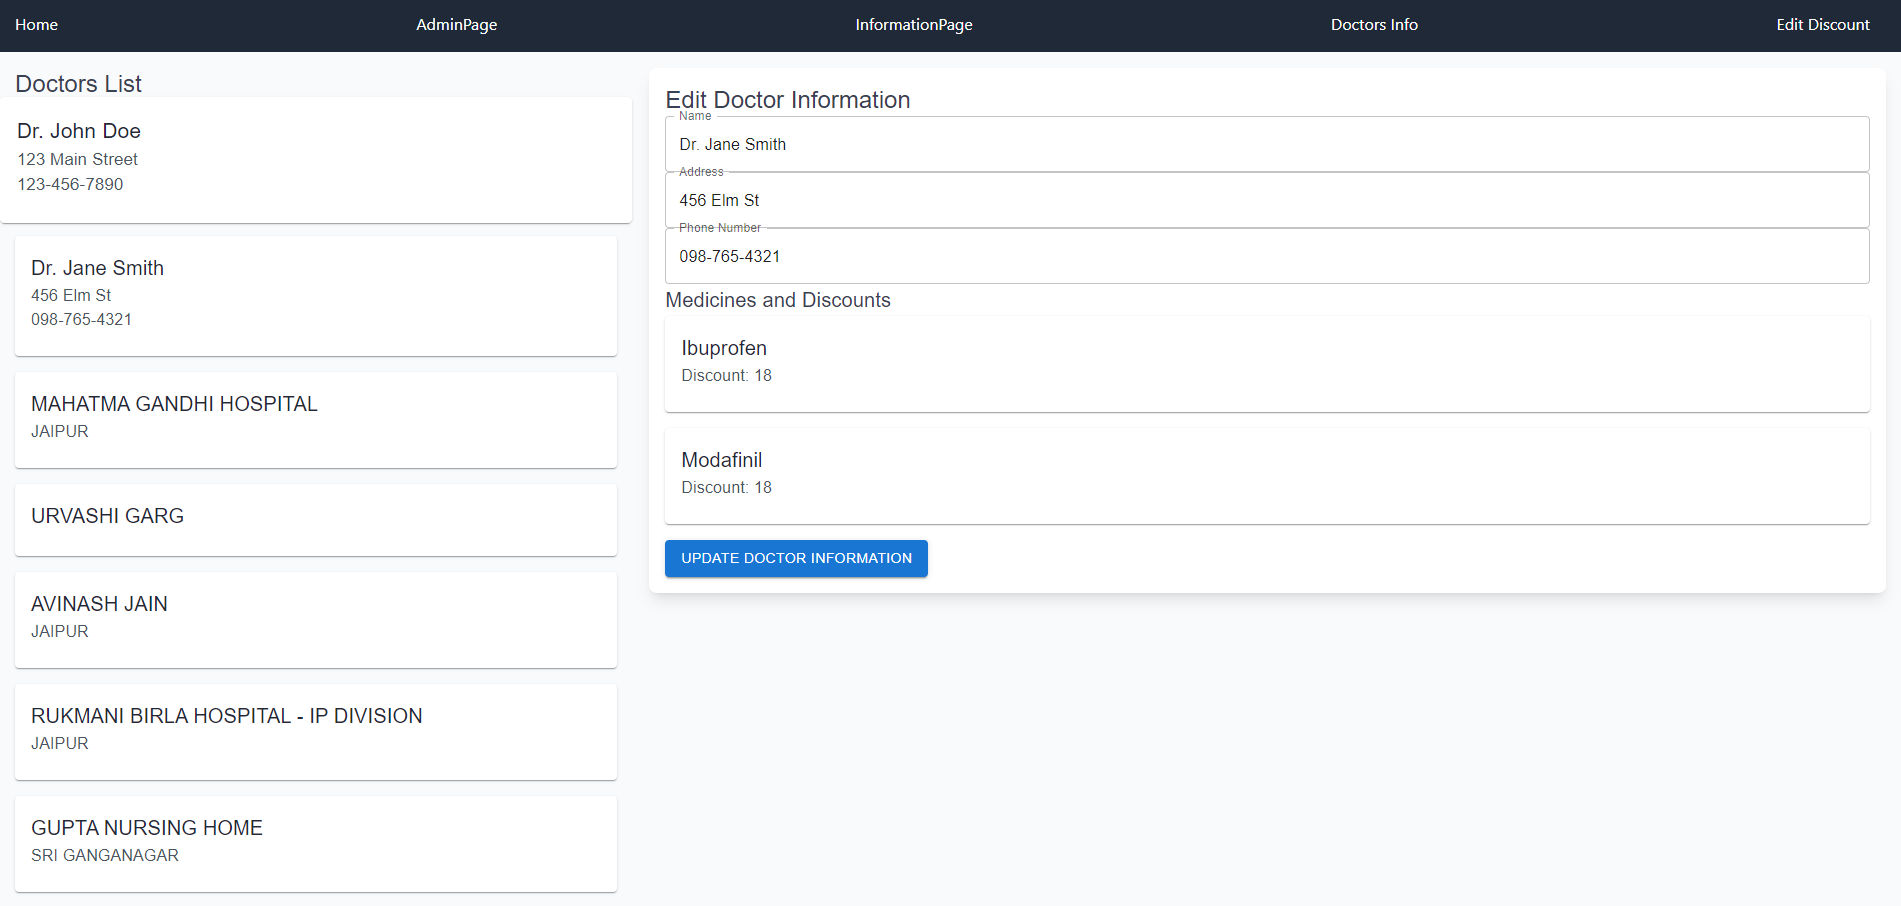 Home
AdminPage
InformationPage
Doctors Info
Edit Discount
Doctors List
Dr. John Doe
123 Main Street
123-456-7890
Dr. Jane Smith
456 Elm St
098-765-4321
MAHATMA GANDHI HOSPITAL
JAIPUR
URVASHI GARG
AVINASH JAIN
JAIPUR
RUKMANI BIRLA HOSPITAL - IP DIVISION
JAIPUR
GUPTA NURSING HOME
SRI GANGANAGAR
Edit Doctor Information
Name
Dr. Jane Smith
Address
456 Elm St
Phone Number
098-765-4321
Medicines and Discounts
Ibuprofen
Discount: 18
Modafinil
Discount: 18
UPDATE DOCTOR INFORMATION